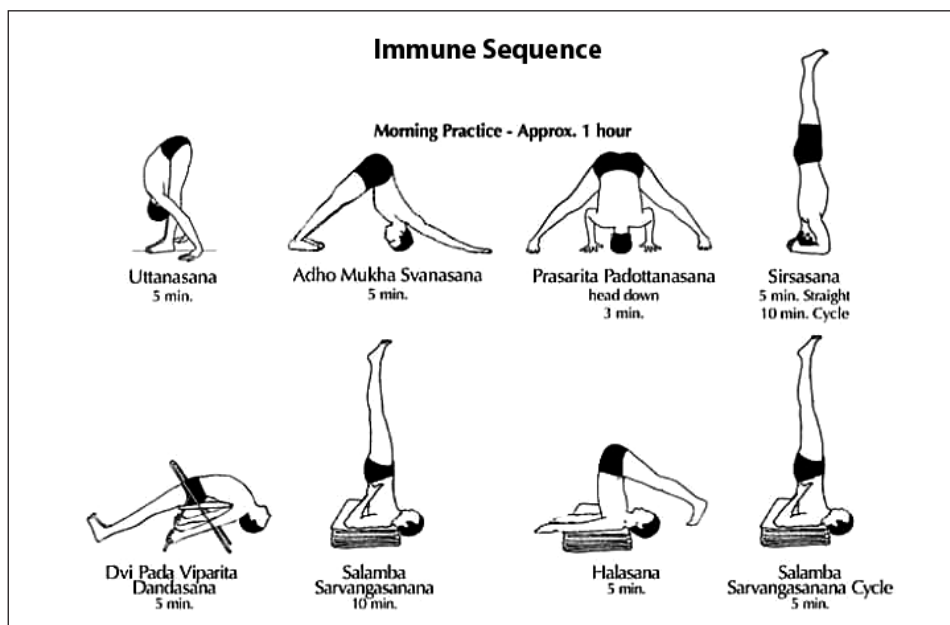 Immune Sequence
Morning Practice - Approx. 1 hour
Uttanasana
5 min.
Adho Mukha Svanasana
5 min.
Prasarita Padottanasana
head down
3 min.
Sirsasana
5 min. Straight
10 min. Cycle
Dvi Pada Viparita
Dandasana
5 min.
Salamba
Sarvangasanana
10 min.
Halasana
5 min.
Salamba
Sarvangasanana Cycle
5 min.